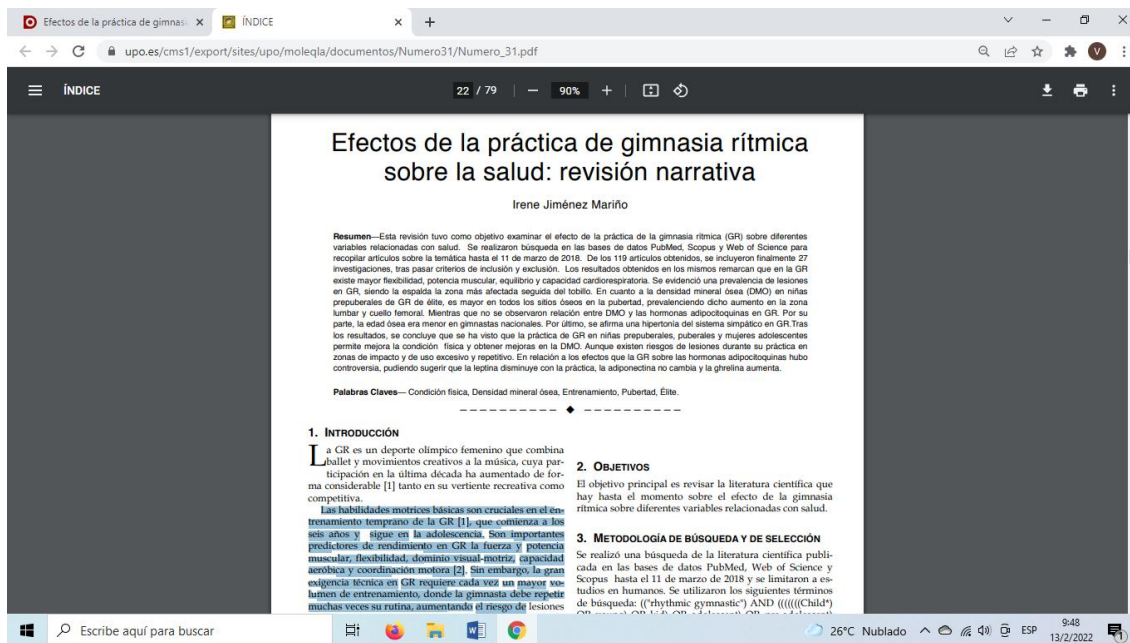 Efectos de la práctica de gimnas
ÍNDICE
upo.es/cms1/export/sites/upo/moleqla/documentos/Numero31/Numero_31.pdf
V
ÍNDICE
22 / 79
90%
Efectos de la práctica de gimnasia rítmica
sobre la salud: revisión narrativa
Irene Jiménez Mariño
Resumen—Esta revisión tuvo como objetivo examinar el efecto de la práctica de la gimnasia rítmica (GR) sobre diferentes
variables relacionadas con salud. Se realizaron búsqueda en las bases de datos PubMed, Scopus y Web of Science para
recopilar artículos sobre la temática hasta el 11 de marzo de 2018. De los 119 artículos obtenidos, se incluyeron finalmente 27
investigaciones, tras pasar criterios de inclusión y exclusión. Los resultados obtenidos en los mismos remarcan que en la GR
existe mayor flexibilidad, potencia muscular, equilibrio y capacidad cardiorespiratoria. Se evidenció una prevalencia de lesiones
en GR, siendo la espalda la zona más afectada seguida del tobillo. En cuanto a la densidad mineral ósea (DMO) en niñas
prepuberales de GR de élite, es mayor en todos los sitios óseos en la pubertad, prevalenciendo dicho aumento en la zona
lumbar y cuello femoral. Mientras que no se observaron relación entre DMO y las hormonas adipocitoquinas en GR. Por su
parte, la edad ósea era menor en gimnastas nacionales. Por último, se afirma una hipertonía del sistema simpático en GR.Tras
los resultados, se concluye que se ha visto que la práctica de GR en niñas prepuberales, puberales y mujeres adolescentes
permite mejora la condición física y obtener mejoras en la DMO. Aunque existen riesgos de lesiones durante su práctica en
zonas de impacto y de uso excesivo y repetitivo. En relación a los efectos que la GR sobre las hormonas adipocitoquinas hubo
controversia, pudiendo sugerir que la leptina disminuye con la práctica, la adiponectina no cambia y la ghrelina aumenta.
Palabras Claves— Condición física, Densidad mineral ósea, Entrenamiento, Pubertad, Élite.
1. INTRODUCCIÓN
La GR es un deporte olímpico femenino que combina
ballet y movimientos creativos a la música, cuya par-
ticipación en la última década ha aumentado de for-
ma considerable [1] tanto en su vertiente recreativa como
competitiva.
Las habilidades motrices básicas son cruciales en el en-
trenamiento temprano de la GR [1], que comienza a los
seis años y sigue en la adolescencia. Son importantes
predictores de rendimiento en GR la fuerza y potencia
muscular, flexibilidad, dominio visual-motriz, capacidad
aeróbica y coordinación motora [2]. Sin embargo, la gran
exigencia técnica en GR requiere cada vez un mayor vo-
lumen de entrenamiento, donde la gimnasta debe repetir
muchas veces su rutina, aumentando el riesgo de lesiones
2. OBJETIVOS
El objetivo principal es revisar la literatura científica que
hay hasta el momento sobre el efecto de la gimnasia
rítmica sobre diferentes variables relacionadas con salud.
3. METODOLOGÍA DE BÚSQUEDA Y DE SELECCIÓN
Se realizó una búsqueda de la literatura científica publi-
cada en las bases de datos PubMed, Web of Science y
Scopus hasta el 11 de marzo de 2018 y se limitaron a es-
tudios en humanos. Se utilizaron los siguientes términos
de búsqueda: (("rhythmic gymnastic") AND (((((((Child*)
Escribe aquí para buscar
26°C Nublado
ESP
9:48
13/2/2022